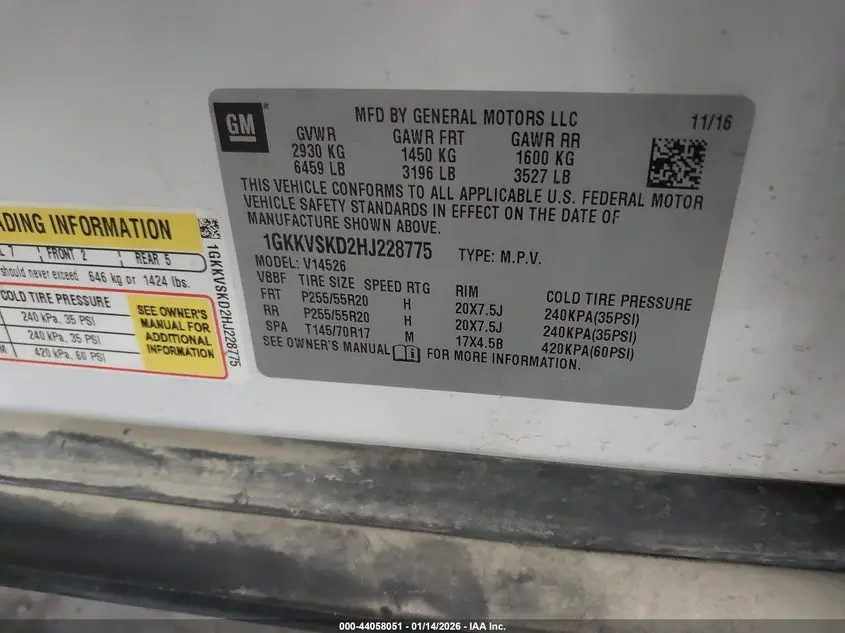 GM
MFD BY GENERAL MOTORS LLC
11/16
GVWR GAWR FRT GAWR RR
2930 KG 1450 KG 1600 KG
6459 LB 3196 LB 3527 LB
THIS VEHICLE CONFORMS TO ALL APPLICABLE U.S. FEDERAL MOTOR
VEHICLE SAFETY STANDARDS IN EFFECT ON THE DATE OF
MANUFACTURE SHOWN ABOVE.
1GKKVSKD2HJ228775 TYPE: M.P.V.
MODEL: V14526
VBBF TIRE SIZE SPEED RTG RIM COLD TIRE PRESSURE
FRT P255/55R20 H 20X7.5J 240KPA(35PSI)
RR P255/55R20 H 20X7.5J 240KPA(35PSI)
SPA T145/70R17 M 17X4.5B 420KPA(60PSI)
SEE OWNER'S MANUAL FOR MORE INFORMATION.
ADING INFORMATION
7 FRONT 2 REAR 5
should never exceed 646 kg or 1424 lbs.
COLD TIRE PRESSURE
240 kPa, 35 PSI
240 kPa, 35 PSI
M 420 kPa, 60 PSI
SEE OWNER'S
MANUAL FOR
ADDITIONAL
INFORMATION
1GKKVSKD2HJ228775
000-44058051 - 01/14/2026 - IAA Inc.